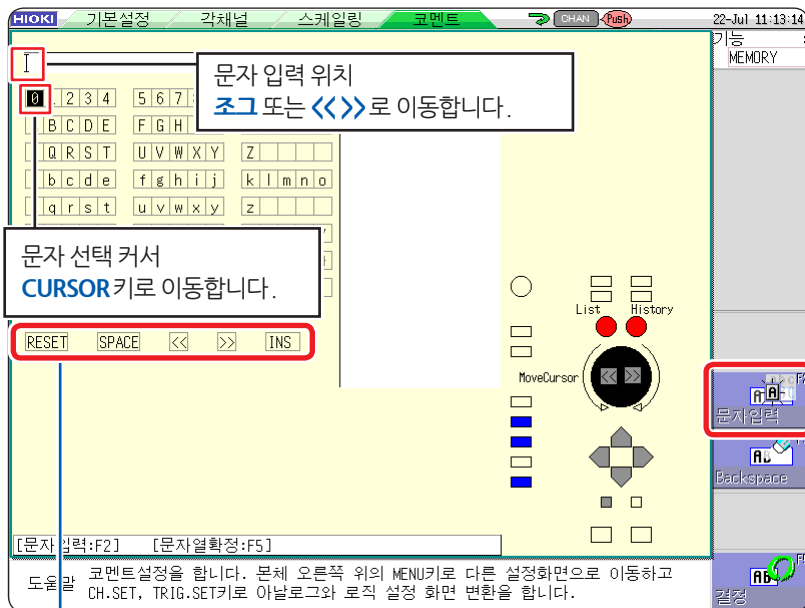 HIOKI 기본설정 각채널 스케일링 코멘트 CHAN Push 22-Jul 11:13:14
기능
MEMORY
문자 입력 위치
조그 또는 << >>로 이동합니다.
0 2 3 4 5 6 7
B C D E F G H
Q R S T U V W X Y Z
b c d e f g h i j k l m n o
q r s t u v w x y z
문자 선택 커서
CURSOR 키로 이동합니다.
RESET SPACE << >> INS
List History
MoveCursor << >>
문자입력
Backspace
[문자입력:F2] [문자열확정:F5]
도움말 코멘트설정을 합니다. 본체 오른쪽 위의 MENU키로 다른 설정화면으로 이동하고
CH.SET, TRIG.SET키로 아날로그와 로직 설정 화면 변환을 합니다.
결정